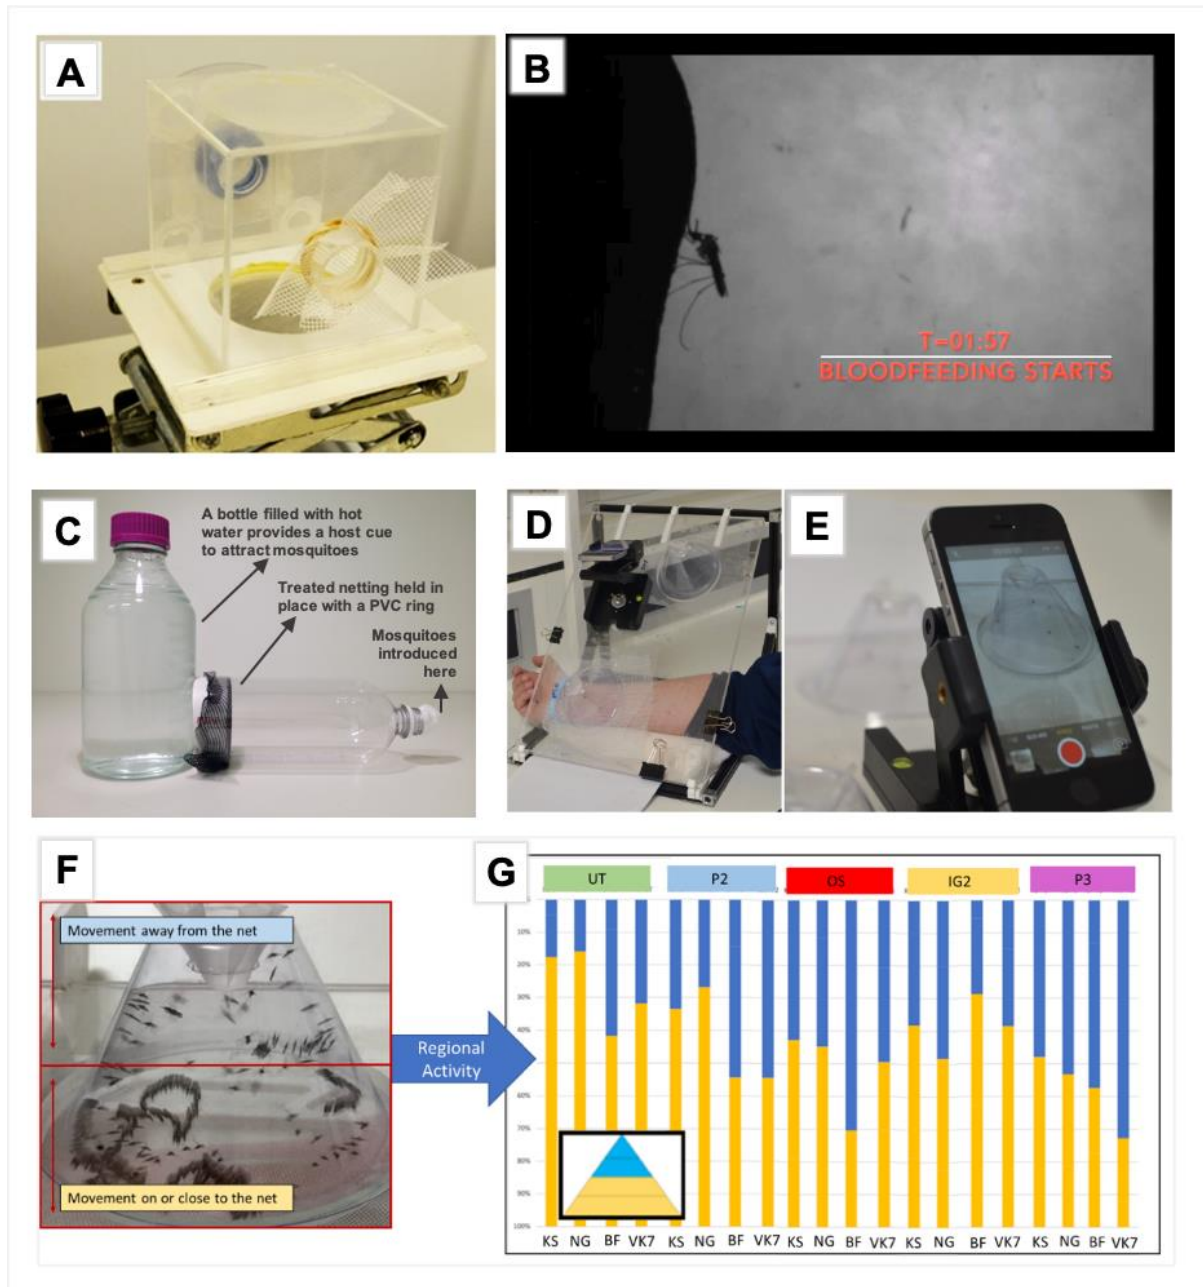 A
B
T=01:57
BLOODFEEDING STARTS
C
A bottle filled with hot
water provides a host cue
to attract mosquitoes
Treated netting held in
place with a PVC ring
Mosquitoes
introduced
here
D
E
F
Movement away from the net
Movement on or close to the net
Regional
Activity
G
UT P2 OS IG2 P3
10%
20%
30%
40%
50%
60%
70%
80%
90%
100%
KS NG BF VK7 KS NG BF VK7 KS NG BF VK7 KS NG BF VK7 KS NG BF VK7